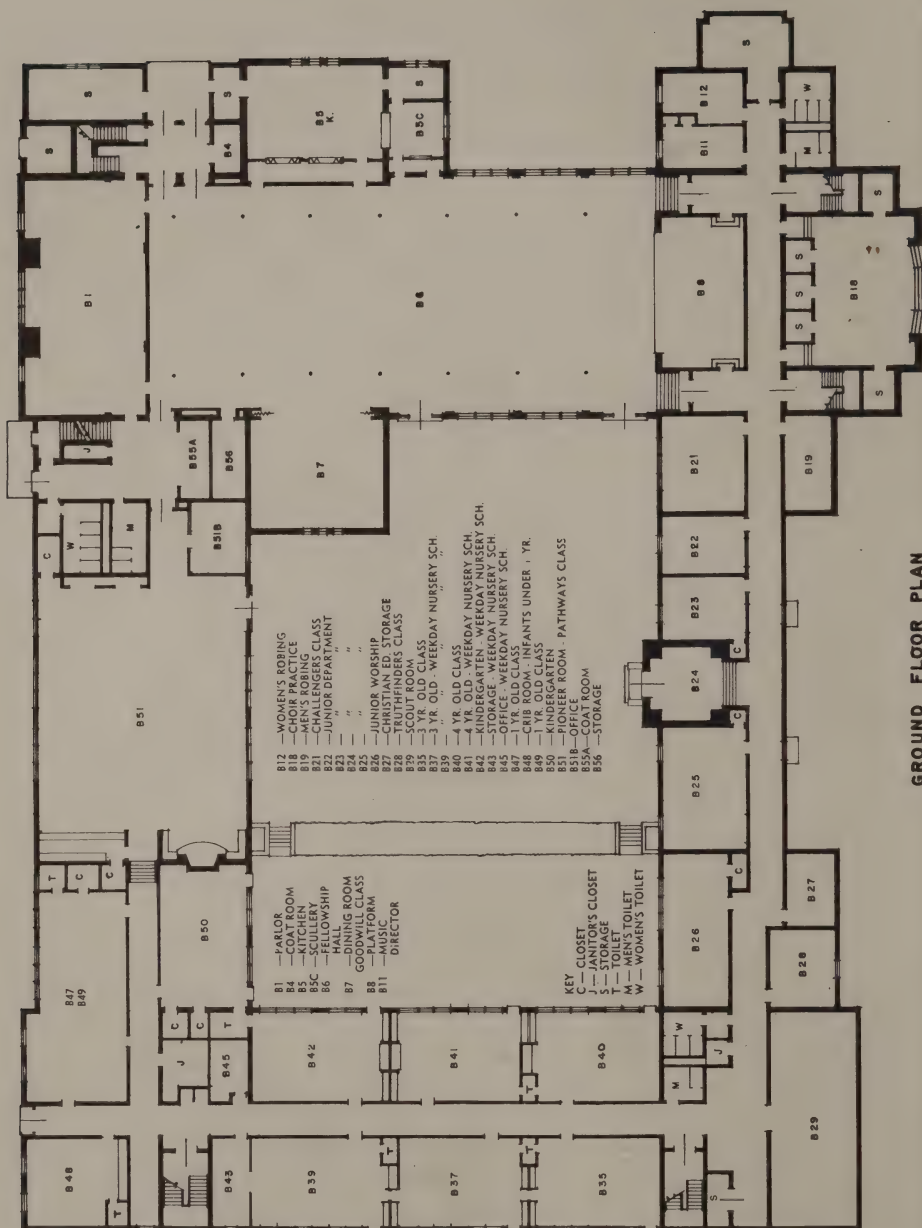 S
S
B1
S
B4
B5
K.
B5C
S
B6
B7
J
B55A
B56
B51B
W
M
C
B51
T
C
C
B50
B47
B49
B48
T
C
C
T
J
B45
B43
B42
B39
T
B41
B37
T
T
B40
B35
W
J
M
S
B29
B28
B27
B26
C
B25
C
B24
C
B23
B22
B21
B19
B8
S
S
S
S
S
B18
B11
B12
S
M
W
B1 —PARLOR
B4 —COAT ROOM
B5 —KITCHEN
B5C —SCULLERY
B6 —FELLOWSHIP
HALL
B7 —DINING ROOM
GOODWILL CLASS
B8 —PLATFORM
B11 —MUSIC
DIRECTOR
KEY
C — CLOSET
J — JANITOR'S CLOSET
S — STORAGE
T — TOILET
M — MEN'S TOILET
W — WOMEN'S TOILET
B12 —WOMEN'S ROBING
B18 —CHOIR PRACTICE
B19 —MEN'S ROBING
B21 —CHALLENGERS CLASS
B22 —JUNIOR DEPARTMENT
B23 — " "
B24 — " "
B25 — " "
B26 —JUNIOR WORSHIP
B27 —CHRISTIAN ED. STORAGE
B28 —TRUTHFINDERS CLASS
B39 —SCOUT ROOM
B35 —3 YR. OLD CLASS
B37 —3 YR. OLD - WEEKDAY NURSERY SCH.
B39 — " " "
B40 —4 YR. OLD CLASS
B41 —4 YR. OLD - WEEKDAY NURSERY SCH.
B42 —KINDERGARTEN - WEEKDAY NURSERY SCH.
B43 —STORAGE - WEEKDAY NURSERY SCH.
B45 —OFFICE - WEEKDAY NURSERY SCH.
B47 —1 YR. OLD CLASS
B48 —CRIB ROOM - INFANTS UNDER 1 YR.
B49 —1 YR. OLD CLASS
B50 —KINDERGARTEN
B51 —PIONEER ROOM - PATHWAYS CLASS
B51B —OFFICE
B55A —COAT ROOM
B56 —STORAGE
GROUND FLOOR PLAN